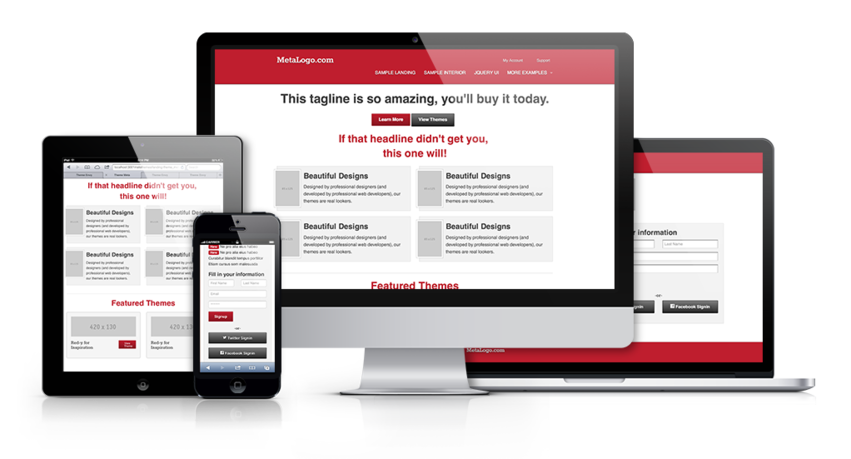 MetaLogo.com
My Account Support
SAMPLE LANDING SAMPLE INTERIOR JQUERY UI MORE EXAMPLES
This tagline is so amazing, you'll buy it today.
Learn More View Themes
If that headline didn't get you,
this one will!
Beautiful Designs Beautiful Designs
Designed by professional designers (and Designed by professional designers (and
developed by professional web developers), our developed by professional web developers), our
themes are real lookers. themes are real lookers.
Beautiful Designs Beautiful Designs
Designed by professional designers (and Designed by professional designers (and
developed by professional web developers), our developed by professional web developers), our
themes are real lookers. themes are real lookers.
Featured Themes
If that headline didn't get you,
this one will!
Beautiful Designs Beautiful Designs
Designed by professional
designers (and developed by
professional web developers),
our themes are real lookers.
Beautiful Designs Beautiful Designs
Designed by professional
designers (and developed by
professional web developers),
our themes are real lookers.
Featured Themes
420 x 130 420 x
Bud-y for Bud-y for
Inspiration Inspiration
Fill in your information
First Name Last Name
Signup
Twitter Signin
Facebook Signin
r information
Last Name
or
nin Facebook Signin
MetaLogo.com